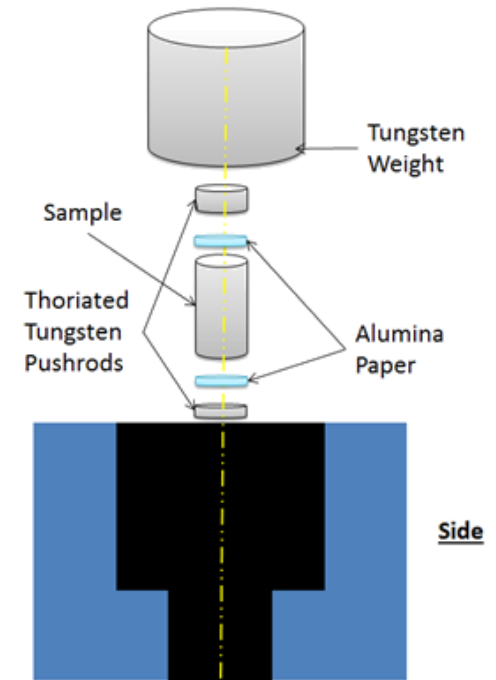 Tungsten
Weight
Sample
Thoriated
Tungsten
Pushrods
Alumina
Paper
Side